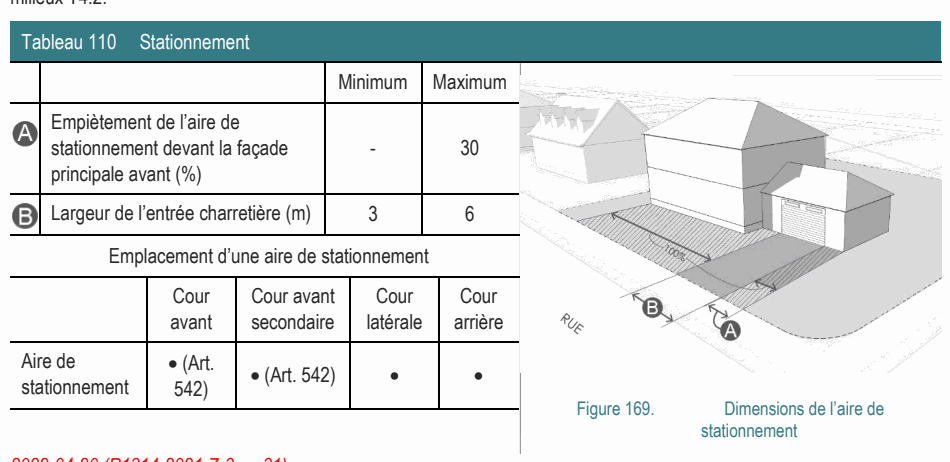 milieux T4.2.
Tableau 110 Stationnement
Minimum Maximum
A Empiètement de l'aire de
stationnement devant la façade
principale avant (%) - 30
B Largeur de l'entrée charretière (m) 3 6
Emplacement d'une aire de stationnement
Cour avant Cour avant secondaire Cour latérale Cour arrière
Aire de stationnement • (Art. 542) • (Art. 542) • •
100%
B
A
RUE
Figure 169. Dimensions de l'aire de
stationnement